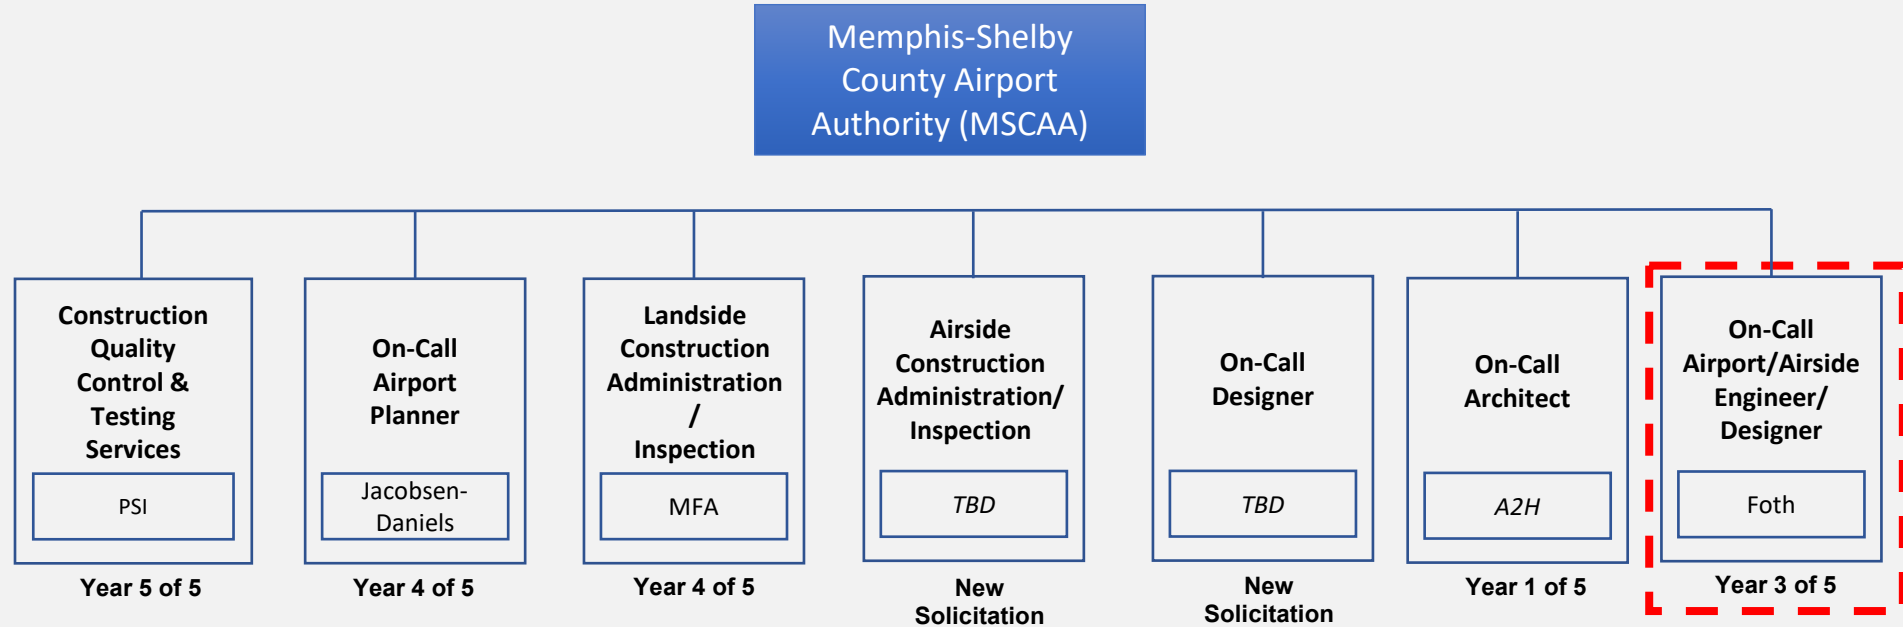 Memphis-Shelby
County Airport
Authority (MSCAA)
Construction
Quality
Control &
Testing
Services
PSI
Year 5 of 5
On-Call
Airport
Planner
Jacobsen-
Daniels
Year 4 of 5
Landside
Construction
Administration
/
Inspection
MFA
Year 4 of 5
Airside
Construction
Administration/
Inspection
TBD
New
Solicitation
On-Call
Designer
TBD
New
Solicitation
On-Call
Architect
A2H
Year 1 of 5
On-Call
Airport/Airside
Engineer/
Designer
Foth
Year 3 of 5